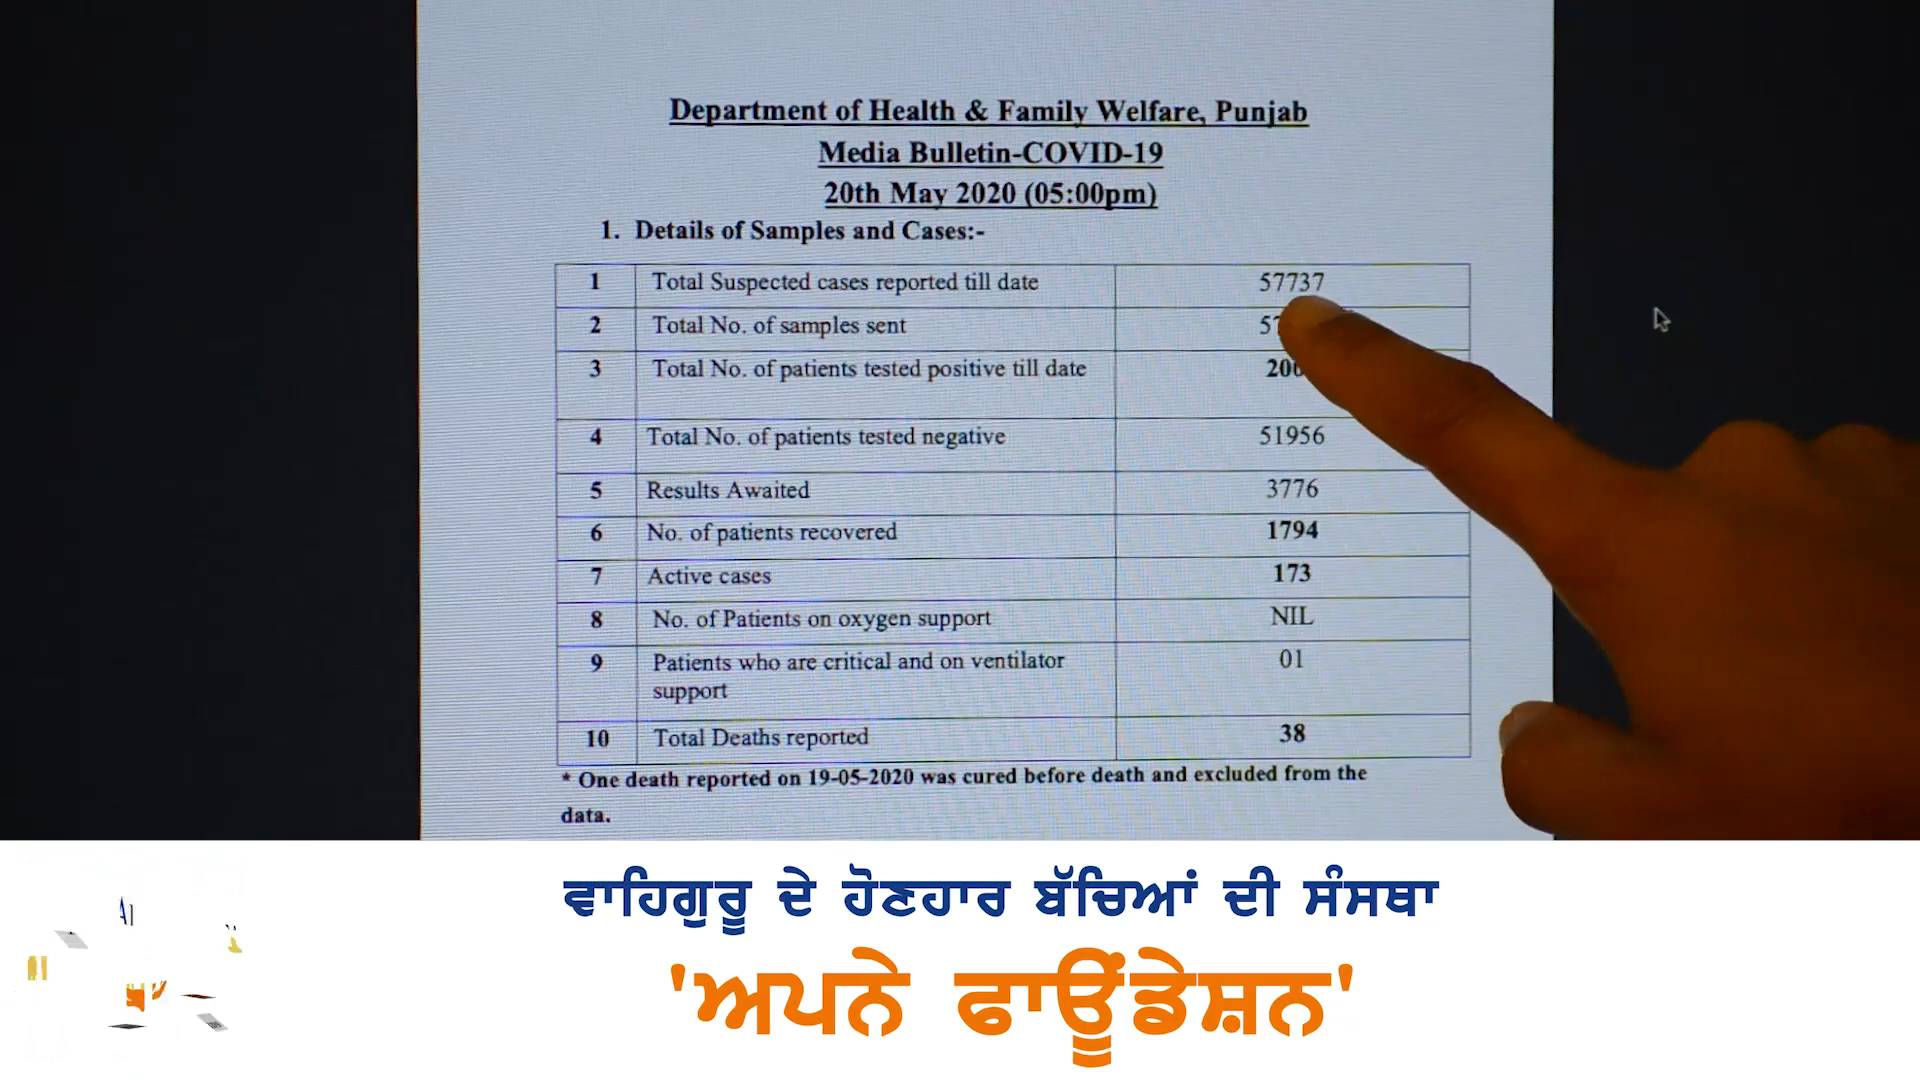 Department of Health & Family Welfare, Punjab
Media Bulletin-COVID-19
20th May 2020 (05:00pm)
1. Details of Samples and Cases:-
1 Total Suspected cases reported till date 57737
2 Total No. of samples sent
3 Total No. of patients tested positive till date
4 Total No. of patients tested negative 51956
5 Results Awaited 3776
6 No. of patients recovered 1794
7 Active cases 173
8 No. of Patients on oxygen support NIL
9 Patients who are critical and on ventilator 01
support
10 Total Deaths reported 38
* One death reported on 19-05-2020 was cured before death and excluded from the
data.
ਵਾਹਿਗੁਰੂ ਦੇ ਹੋਣਹਾਰ ਬੱਚਿਆਂ ਦੀ ਸੰਸਥਾ
'ਅਪਨੇ ਫਾਊਂਡੇਸ਼ਨ'